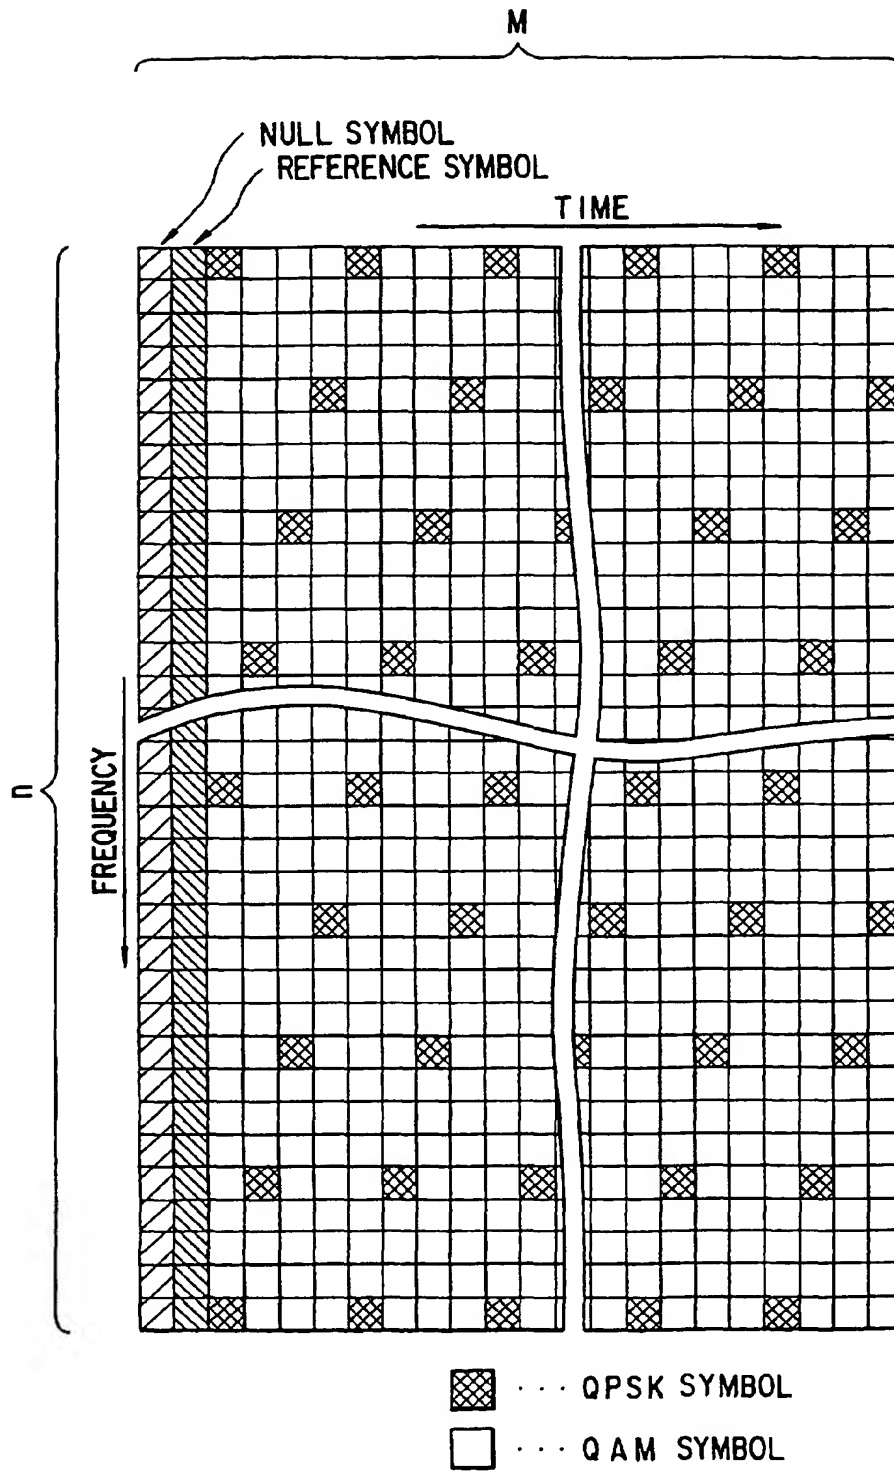 M
NULL SYMBOL
REFERENCE SYMBOL
TIME
n
FREQUENCY
··· QPSK SYMBOL
··· QAM SYMBOL